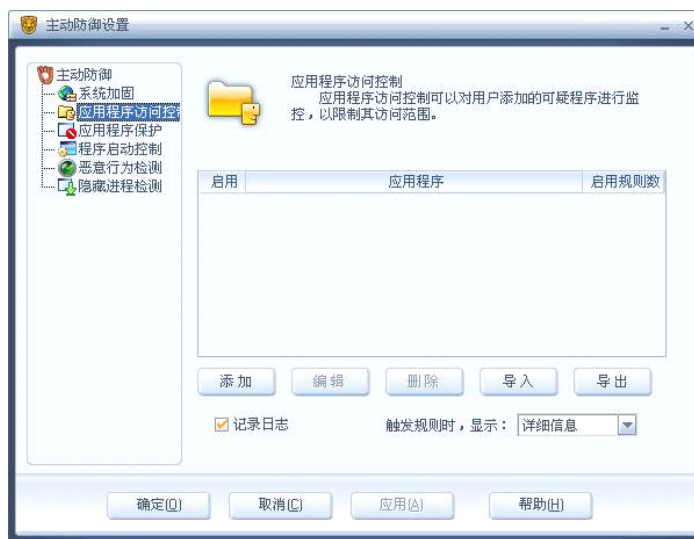 主动防御设置
主动防御
系统加固
应用程序访问控制
应用程序保护
程序启动控制
恶意行为检测
隐藏进程检测
应用程序访问控制
应用程序访问控制可以对用户添加的可疑程序进行监
控，以限制其访问范围。
启用 应用程序 启用规则数
添加 编辑 删除 导入 导出
记录日志 触发规则时，显示： 详细信息
确定(O) 取消(C) 应用(A) 帮助(H)